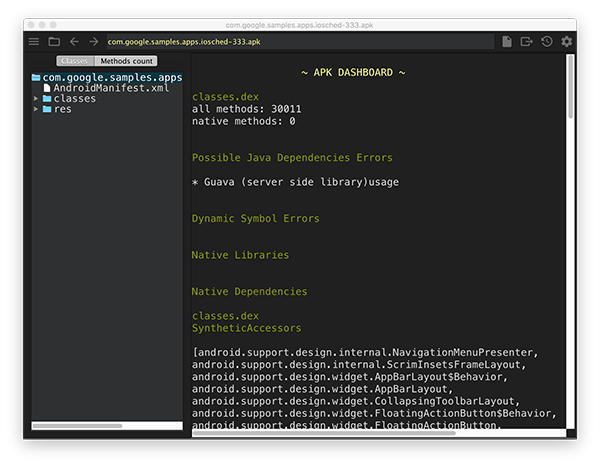 com.google.samples.apps.iosched-333.apk
com.google.samples.apps.iosched-333.apk
Classes Methods count
com.google.samples.apps
AndroidManifest.xml
classes
res
~ APK DASHBOARD ~
classes.dex
all methods: 30011
native methods: 0
Possible Java Dependencies Errors
* Guava (server side library)usage
Dynamic Symbol Errors
Native Libraries
Native Dependencies
classes.dex
SyntheticAccessors
[android.support.design.internal.NavigationMenuPresenter,
android.support.design.internal.ScrimInsetsFrameLayout,
android.support.design.widget.AppBarLayout$Behavior,
android.support.design.widget.AppBarLayout,
android.support.design.widget.CollapsingToolbarLayout,
android.support.design.widget.FloatingActionButton$Behavior,
android.support.design.widget.FloatingActionButton,